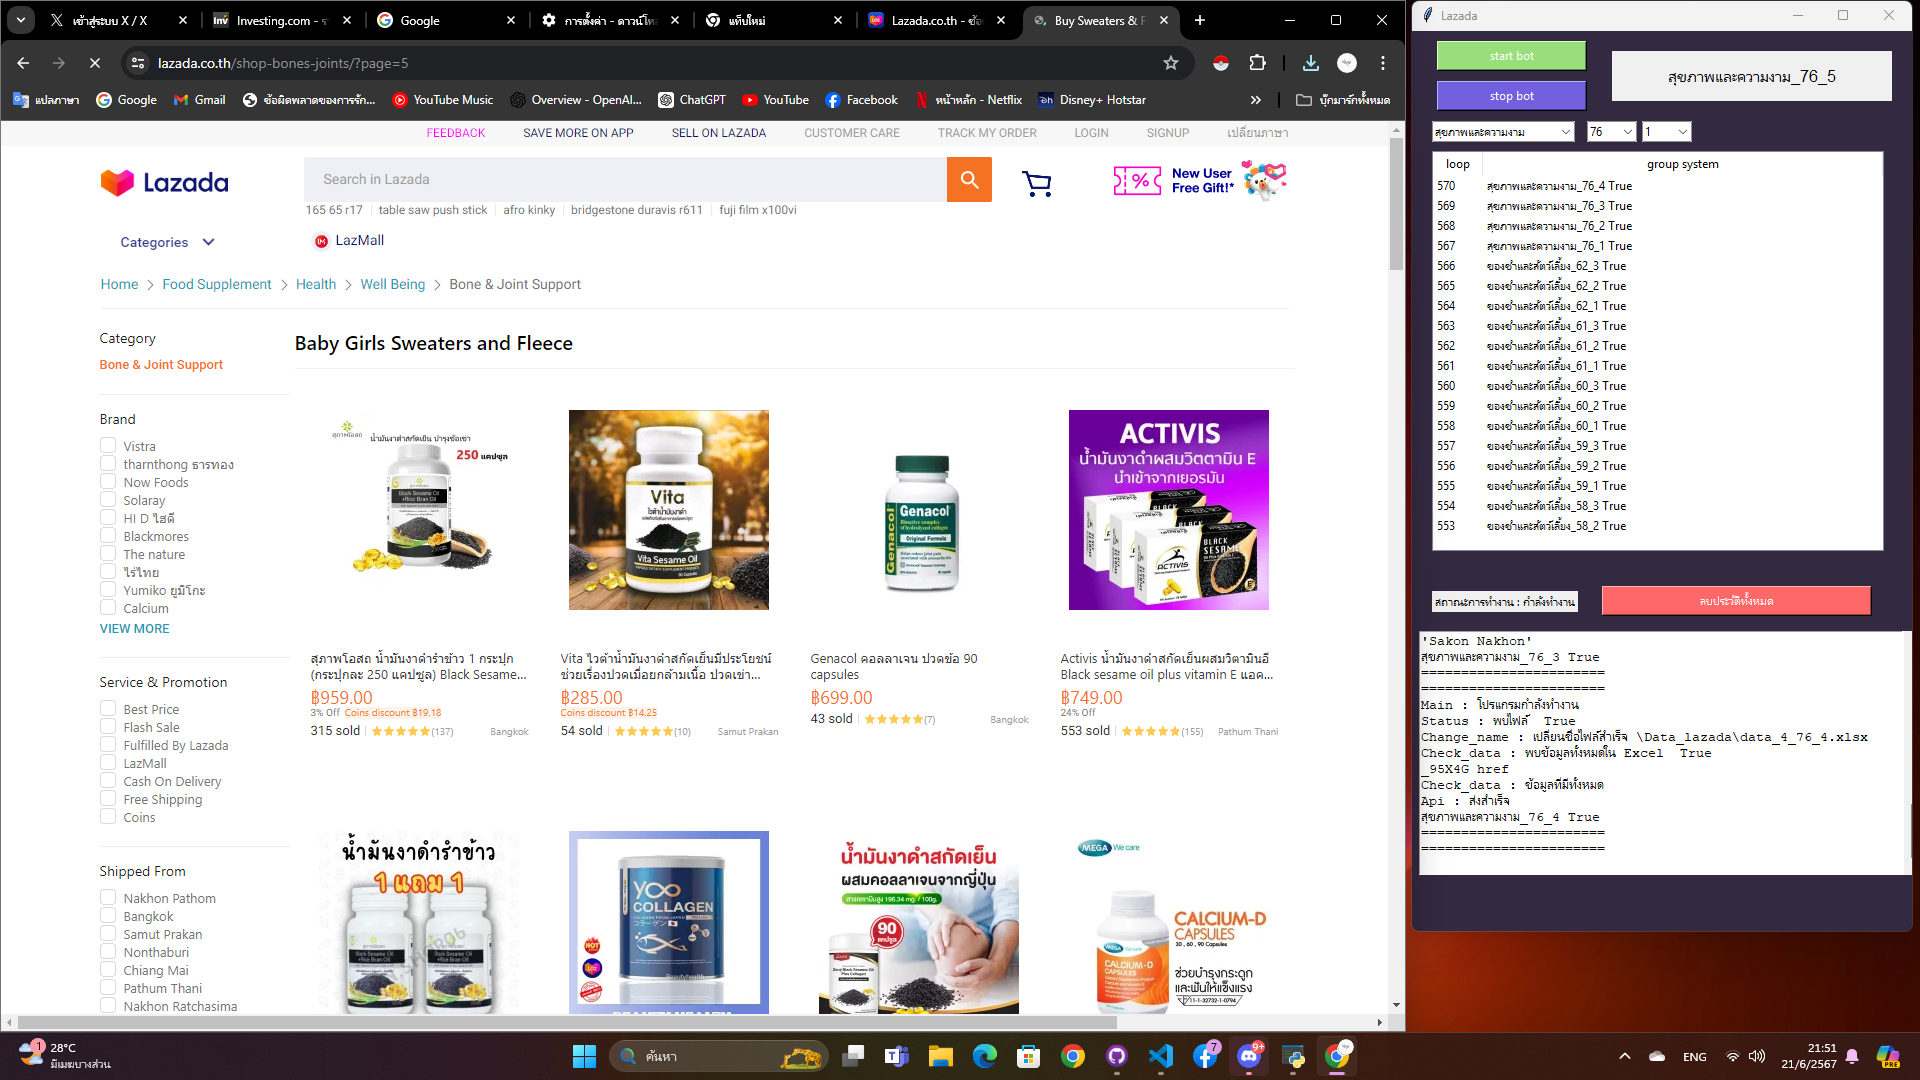 เข้าสู่ระบบ X / X
Investing.com - รา
Google
การตั้งค่า - ดาวน์โหล
แท็บใหม่
Lazada.co.th - ช้อ
Buy Sweaters & F
lazada.co.th/shop-bones-joints/?page=5
แปลภาษา
Google
Gmail
ข้อผิดพลาดของการรัก...
YouTube Music
Overview - OpenAI...
ChatGPT
YouTube
Facebook
หน้าหลัก - Netflix
Disney+ Hotstar
บุ๊กมาร์กทั้งหมด
FEEDBACK
SAVE MORE ON APP
SELL ON LAZADA
CUSTOMER CARE
TRACK MY ORDER
LOGIN
SIGNUP
เปลี่ยนภาษา
Lazada
Search in Lazada
New User
Free Gift!*
165 65 r17
table saw push stick
afro kinky
bridgestone duravis r611
fuji film x100vi
Categories
LazMall
Home > Food Supplement > Health > Well Being > Bone & Joint Support
Category
Bone & Joint Support
Baby Girls Sweaters and Fleece
Brand
Vistra
tharnthong ธารทอง
Now Foods
Solaray
HI D ไฮดี
Blackmores
The nature
ไร่ไทย
Yumiko ยูมิโกะ
Calcium
VIEW MORE
Service & Promotion
Best Price
Flash Sale
Fulfilled By Lazada
LazMall
Cash On Delivery
Free Shipping
Coins
Shipped From
Nakhon Pathom
Bangkok
Samut Prakan
Nonthaburi
Chiang Mai
Pathum Thani
Nakhon Ratchasima
น้ำมันงาดำสกัดเย็น บำรุงข้อเข่า
250 แคปซูล
Vita
Vita Sesame Oil
Genacol
Original Formula
ACTIVIS
น้ำมันงาดำผสมวิตตามิน E
นำเข้าจากเยอรมัน
BLACK
SESAME
สุภาพโอสถ น้ำมันงาดำรำข้าว 1 กระปุก
(กระปุกละ 250 แคปซูล) Black Sesame...
฿959.00
3% Off Coins discount ฿19.18
315 sold
(137)
Bangkok
Vita ไวต้าน้ำมันงาดำสกัดเย็นมีประโยชน์
ช่วยเรื่องปวดเมื่อยกล้ามเนื้อ ปวดเข่า...
฿285.00
Coins discount ฿14.25
54 sold
(10)
Samut Prakan
Genacol คอลลาเจน ปวดข้อ 90
capsules
฿699.00
43 sold
(7)
Bangkok
Activis น้ำมันงาดำสกัดเย็นผสมวิตามินอี
Black sesame oil plus vitamin E แอค...
฿749.00
24% Off
553 sold
(155)
Pathum Thani
น้ำมันงาดำรำข้าว
1 แถม 1
YOO
COLLAGEN
น้ำมันงาดำสกัดเย็น
ผสมคอลลาเจนจากญี่ปุ่น
90
แคปซูล
MEGA We care
CALCIUM-D
CAPSULES
30 , 60 , 90 Capsules
ช่วยบำรุงกระดูก
และฟันให้แข็งแรง
Lazada
start bot
stop bot
สุขภาพและความงาม_76_5
สุขภาพและความงาม
76
1
loop
group system
570 สุขภาพและความงาม_76_4 True
569 สุขภาพและความงาม_76_3 True
568 สุขภาพและความงาม_76_2 True
567 สุขภาพและความงาม_76_1 True
566 ของชำและสัตว์เลี้ยง_62_3 True
565 ของชำและสัตว์เลี้ยง_62_2 True
564 ของชำและสัตว์เลี้ยง_62_1 True
563 ของชำและสัตว์เลี้ยง_61_3 True
562 ของชำและสัตว์เลี้ยง_61_2 True
561 ของชำและสัตว์เลี้ยง_61_1 True
560 ของชำและสัตว์เลี้ยง_60_3 True
559 ของชำและสัตว์เลี้ยง_60_2 True
558 ของชำและสัตว์เลี้ยง_60_1 True
557 ของชำและสัตว์เลี้ยง_59_3 True
556 ของชำและสัตว์เลี้ยง_59_2 True
555 ของชำและสัตว์เลี้ยง_59_1 True
554 ของชำและสัตว์เลี้ยง_58_3 True
553 ของชำและสัตว์เลี้ยง_58_2 True
สถาณะการทำงาน : กำลังทำงาน
ลบประวัติทั้งหมด
'Sakon Nakhon'
สุขภาพและความงาม_76_3 True
=======================
=======================
Main : โปรแกรมกำลังทำงาน
Status : พบไฟล์ True
Change_name : เปลี่ยนชื่อไฟล์สำเร็จ \Data_lazada\data_4_76_4.xlsx
Check_data : พบข้อมูลทั้งหมดใน Excel True
_95X4G href
Check_data : ข้อมูลที่มีทั้งหมด
Api : ส่งสำเร็จ
สุขภาพและความงาม_76_4 True
=======================
=======================
1
28°C
มีเมฆบางส่วน
ค้นหา
7
9+
ENG
21:51
21/6/2567